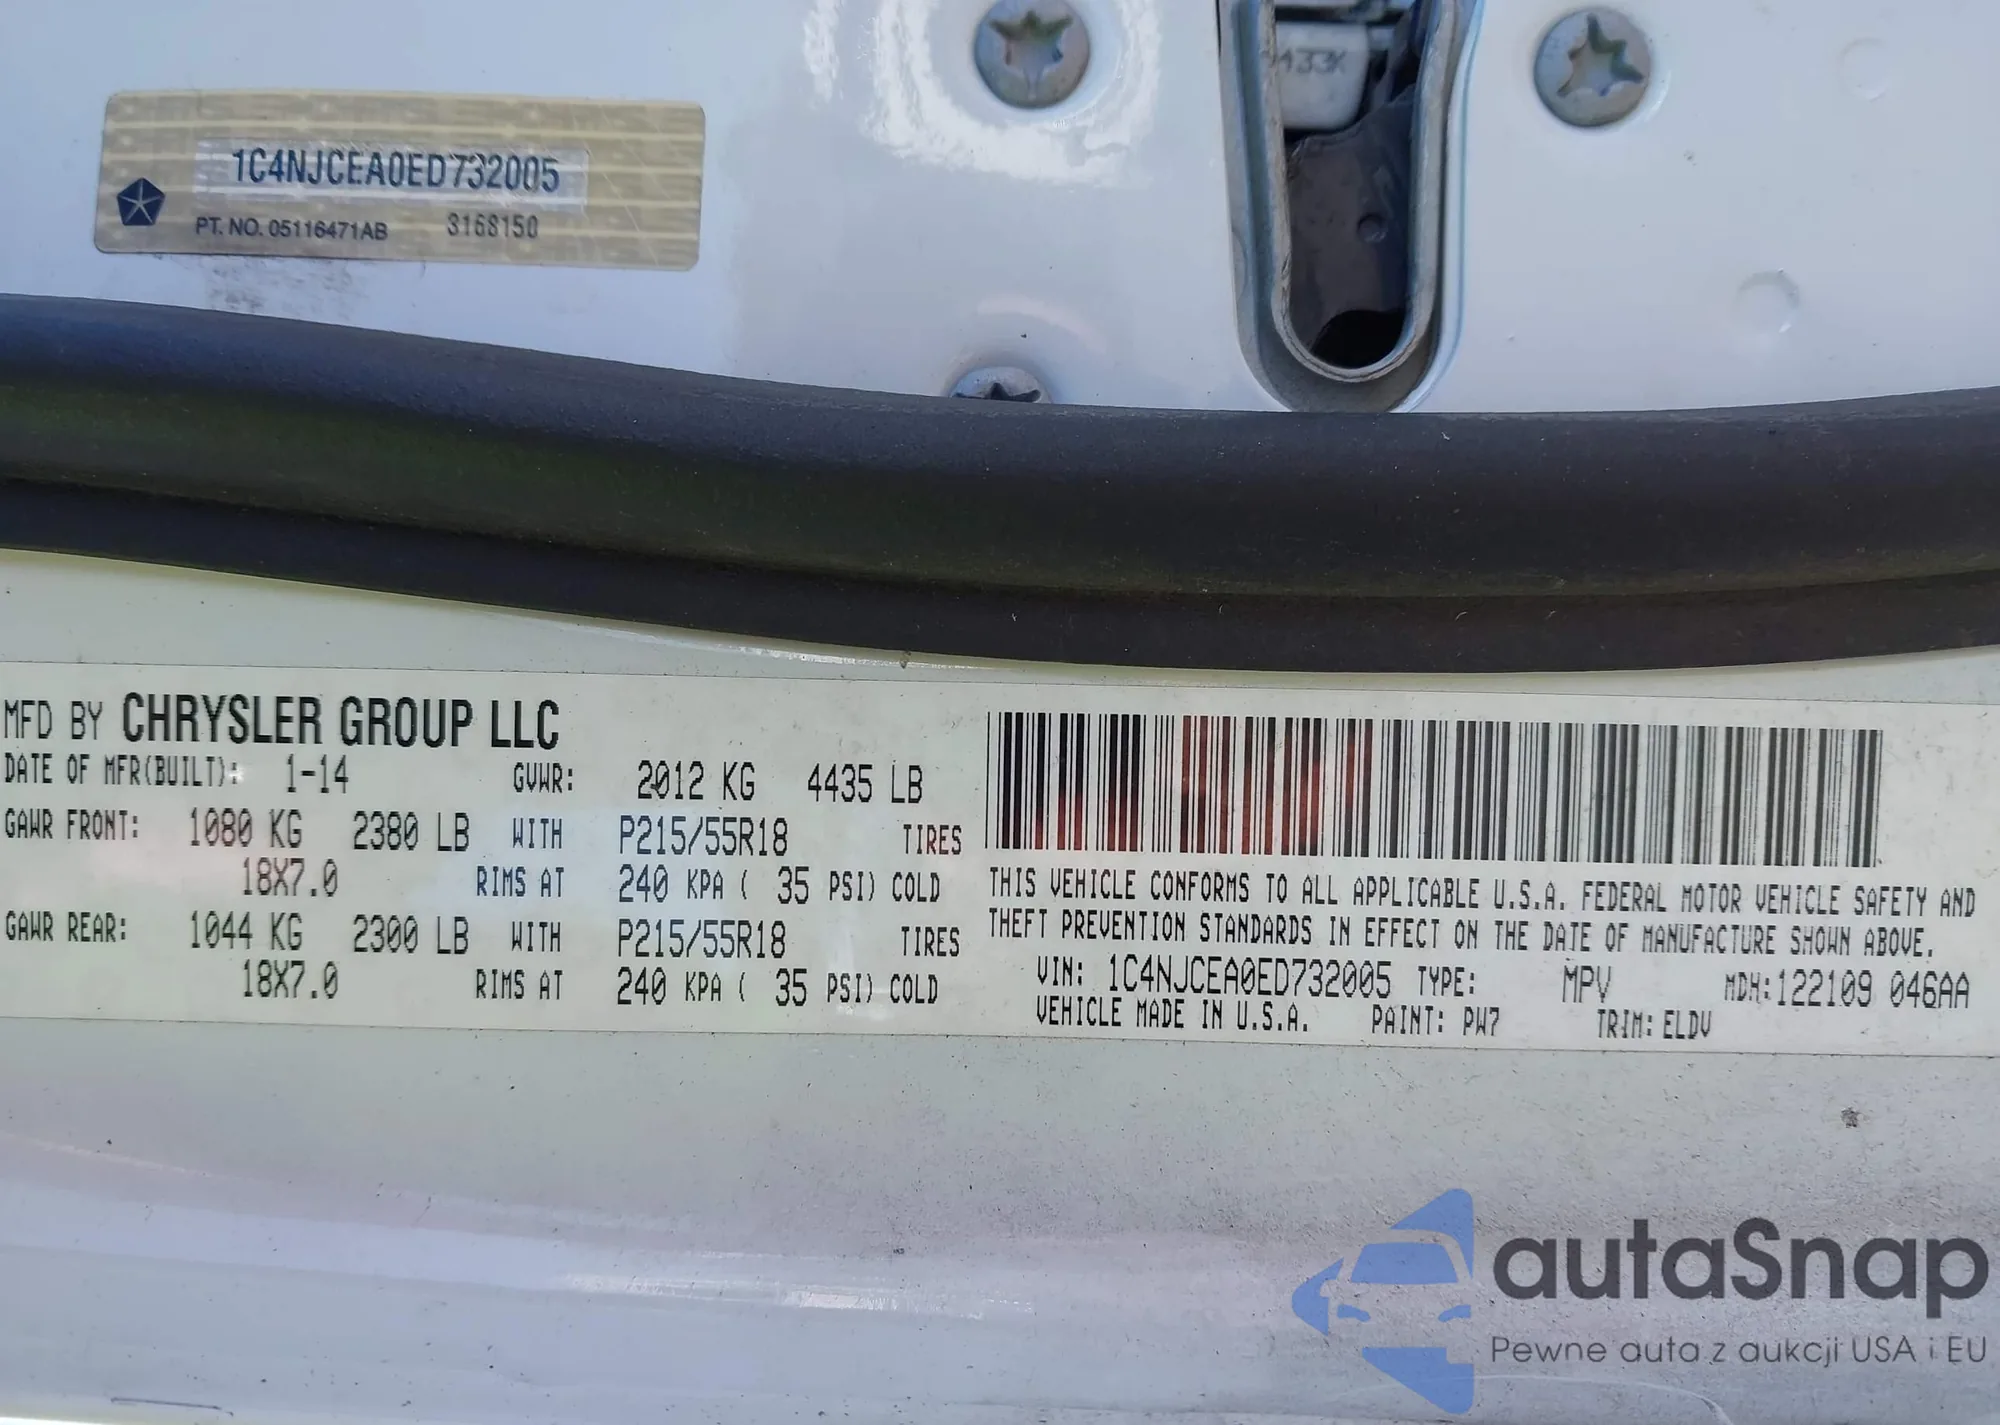 433K
1C4NJCEA0ED732005
PT. NO. 05116471AB 3168150
MFD BY CHRYSLER GROUP LLC
DATE OF MFR(BUILT): 1-14 GVWR: 2012 KG 4435 LB
GAWR FRONT: 1080 KG 2380 LB WITH P215/55R18 TIRES
18X7.0 RIMS AT 240 KPA ( 35 PSI) COLD
GAWR REAR: 1044 KG 2300 LB WITH P215/55R18 TIRES
18X7.0 RIMS AT 240 KPA ( 35 PSI) COLD
THIS VEHICLE CONFORMS TO ALL APPLICABLE U.S.A. FEDERAL MOTOR VEHICLE SAFETY AND
THEFT PREVENTION STANDARDS IN EFFECT ON THE DATE OF MANUFACTURE SHOWN ABOVE.
VIN: 1C4NJCEA0ED732005 TYPE: MPV MDH:122109 046AA
VEHICLE MADE IN U.S.A. PAINT: PW7 TRIM: ELDV
autaSnap
Pewne auta z aukcji USA i EU